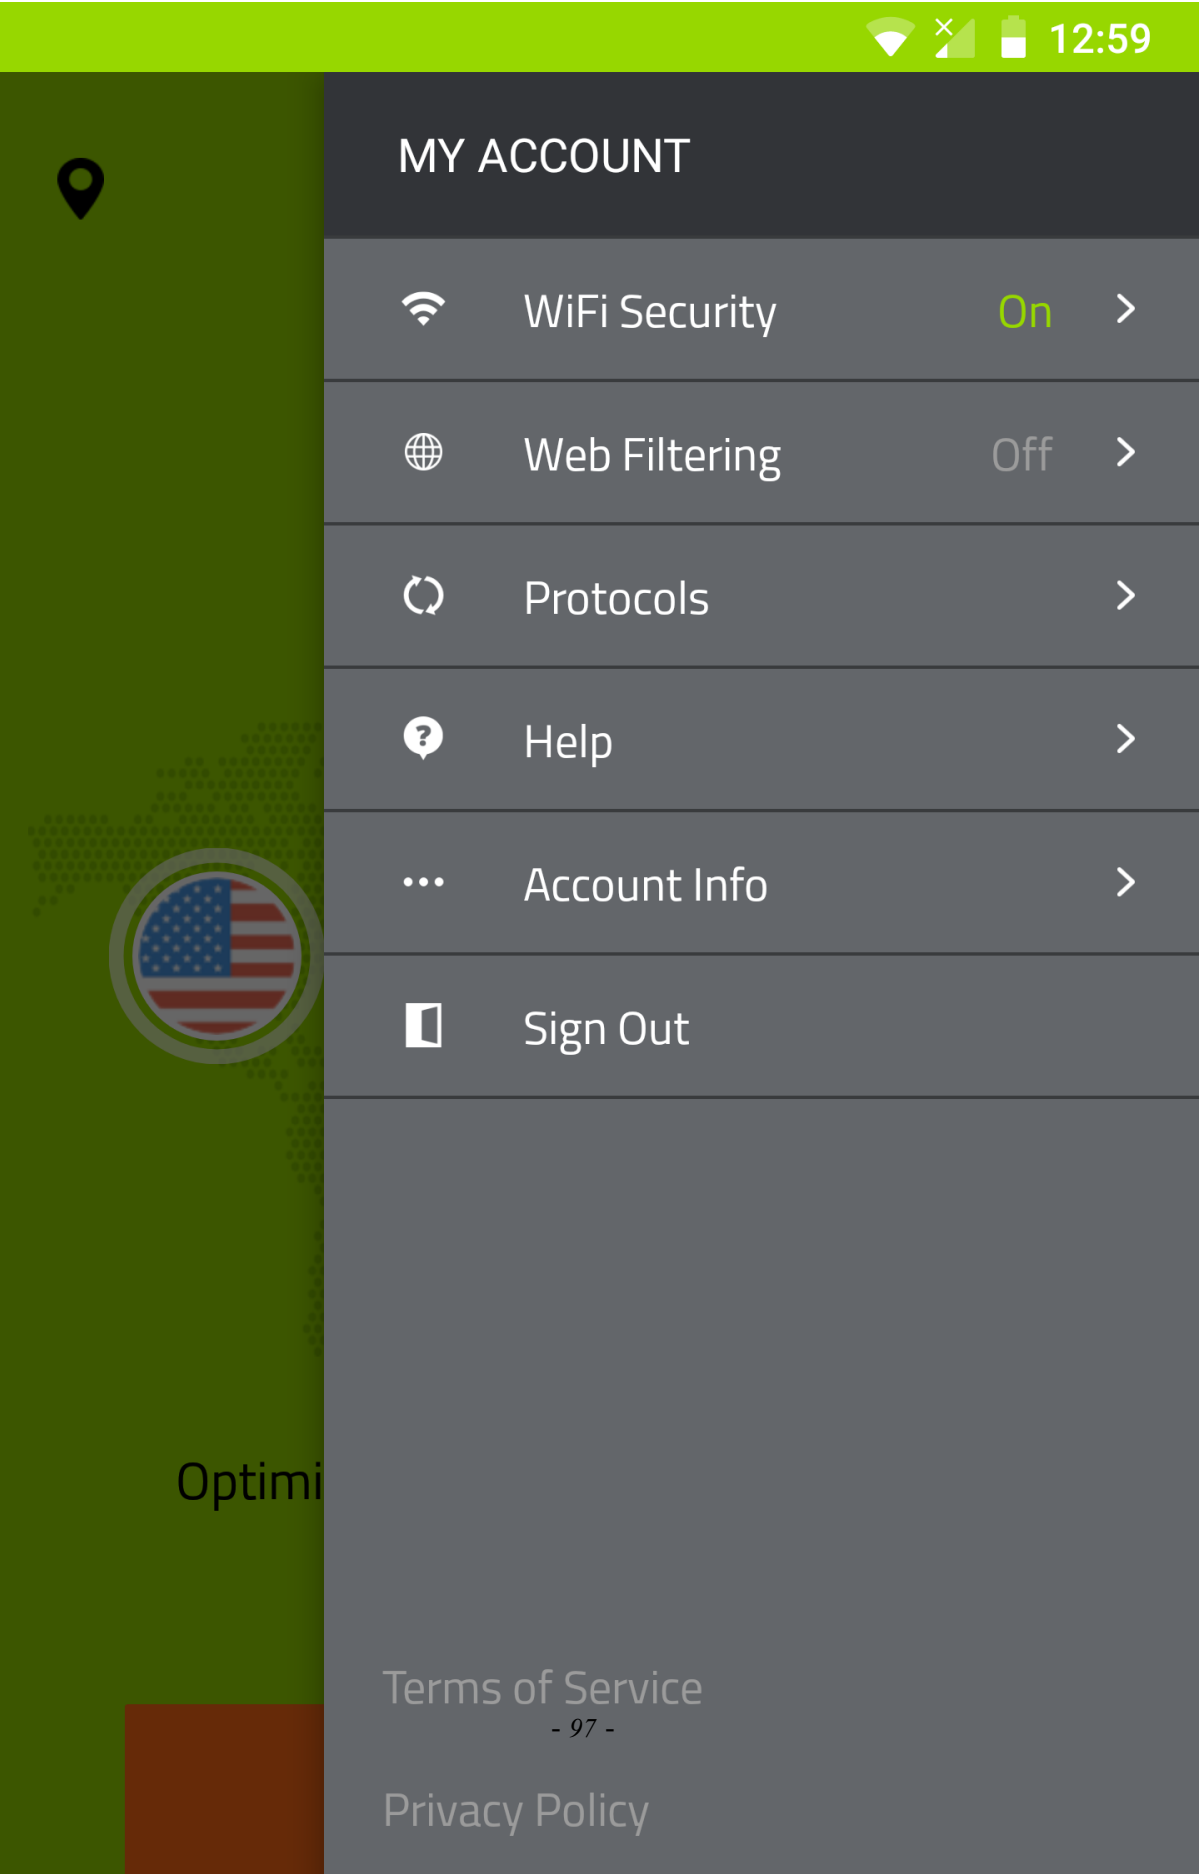 12:59
MY ACCOUNT
WiFi Security On
Web Filtering Off
Protocols
Help
Account Info
Sign Out
Optimi
Terms of Service
- 97 -
Privacy Policy